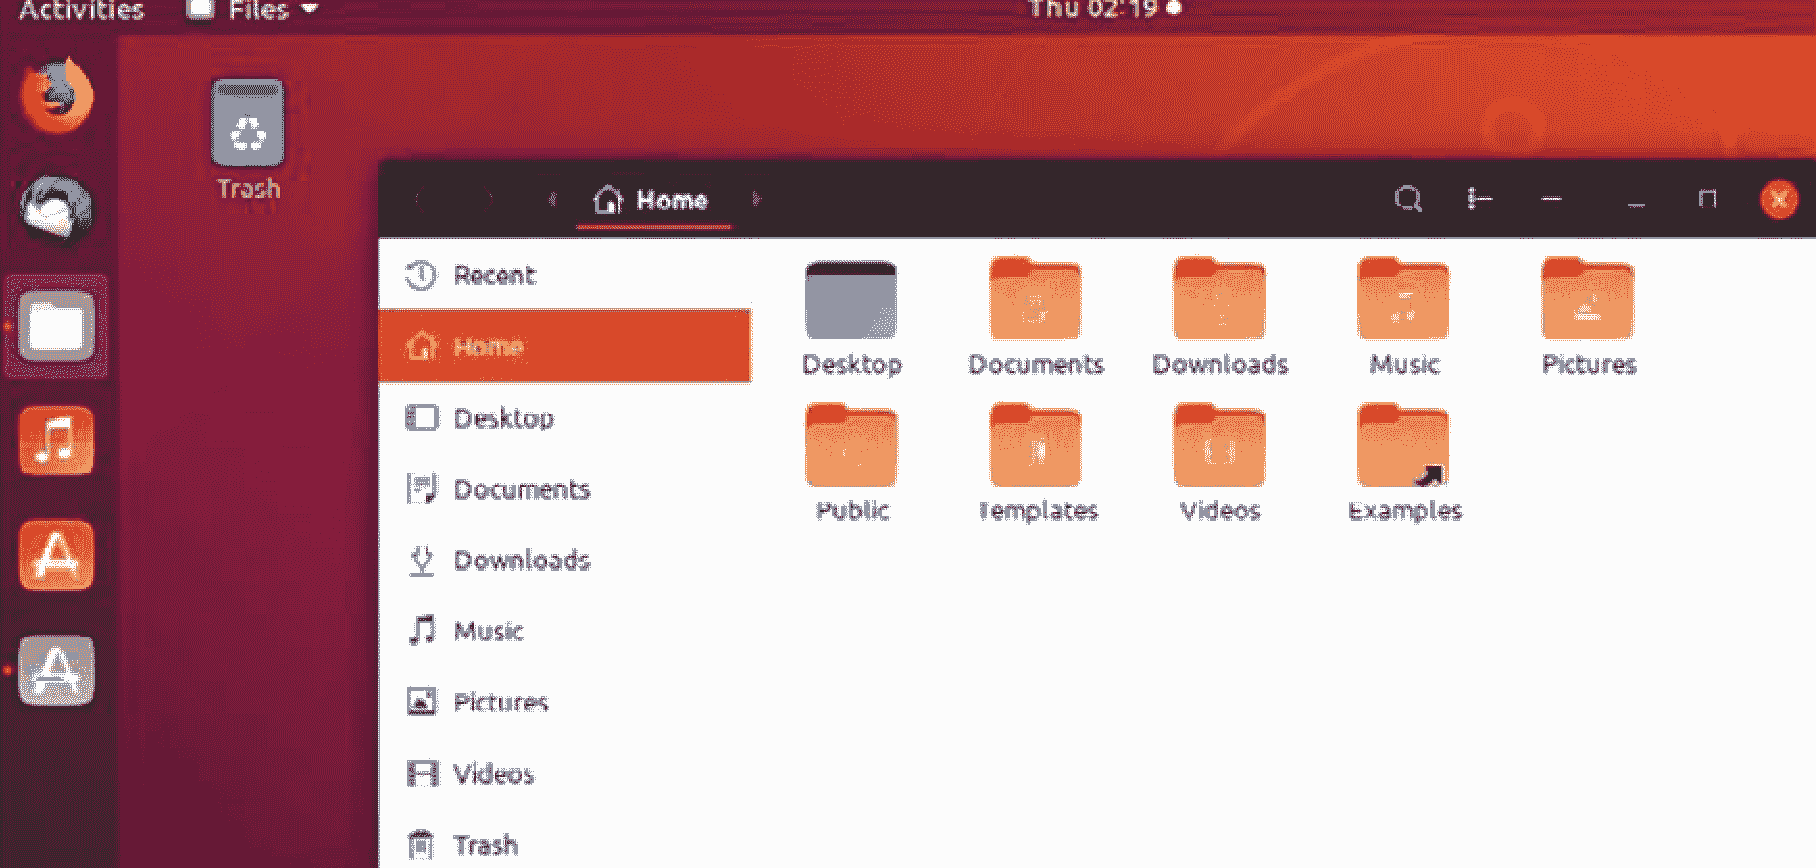 Activities Files Thu 02:19
Trash
Home
Recent
Home
Desktop
Documents
Downloads
Music
Pictures
Videos
Trash
Desktop Documents Downloads Music Pictures
Public Templates Videos Examples